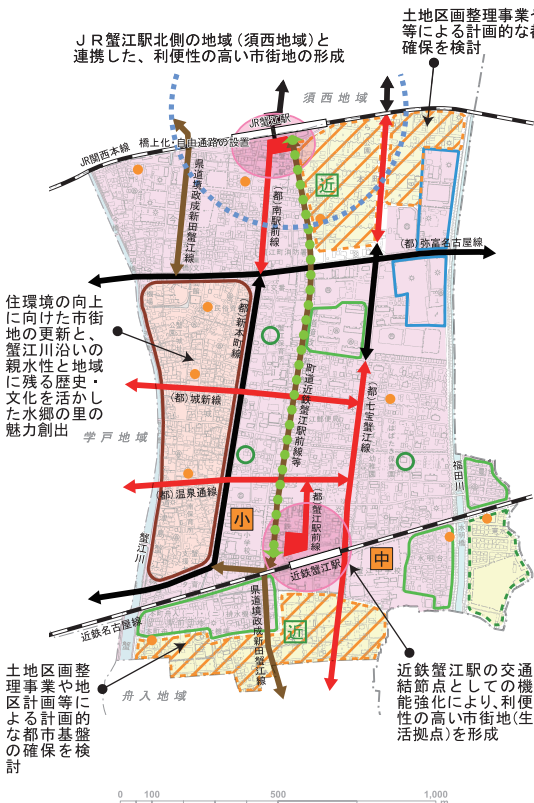 ＪＲ蟹江駅北側の地域（須西地域）と
連携した、利便性の高い市街地の形成
土地区画整理事業や
等による計画的な都
確保を検討
須西地域
JR蟹江駅
橋上化・自由通路の設置
JR関西本線
県道境政成新田蟹江線
（都）南駅前線
近
（都）弥富名古屋線
住環境の向上
に向けた市街
地の更新と、
蟹江川沿いの
親水性と地域
に残る歴史・
文化を活かし
た水郷の里の
魅力創出
（都）新本町線
町道近鉄蟹江駅前線等
（都）七宝蟹江線
（都）城新線
学戸地域
（都）温泉通線
（都）蟹江駅前線
福田川
小
中
蟹江川
近鉄蟹江駅
近鉄名古屋線
県道境政成新田蟹江線
近
舟入地域
土地区画整
理事業や地
区計画等に
よる計画的
な都市基盤
の確保を検
討
近鉄蟹江駅の交通
結節点としての機
能強化により、利便
性の高い市街地（生
活拠点）を形成
0 100 500 1,000
m